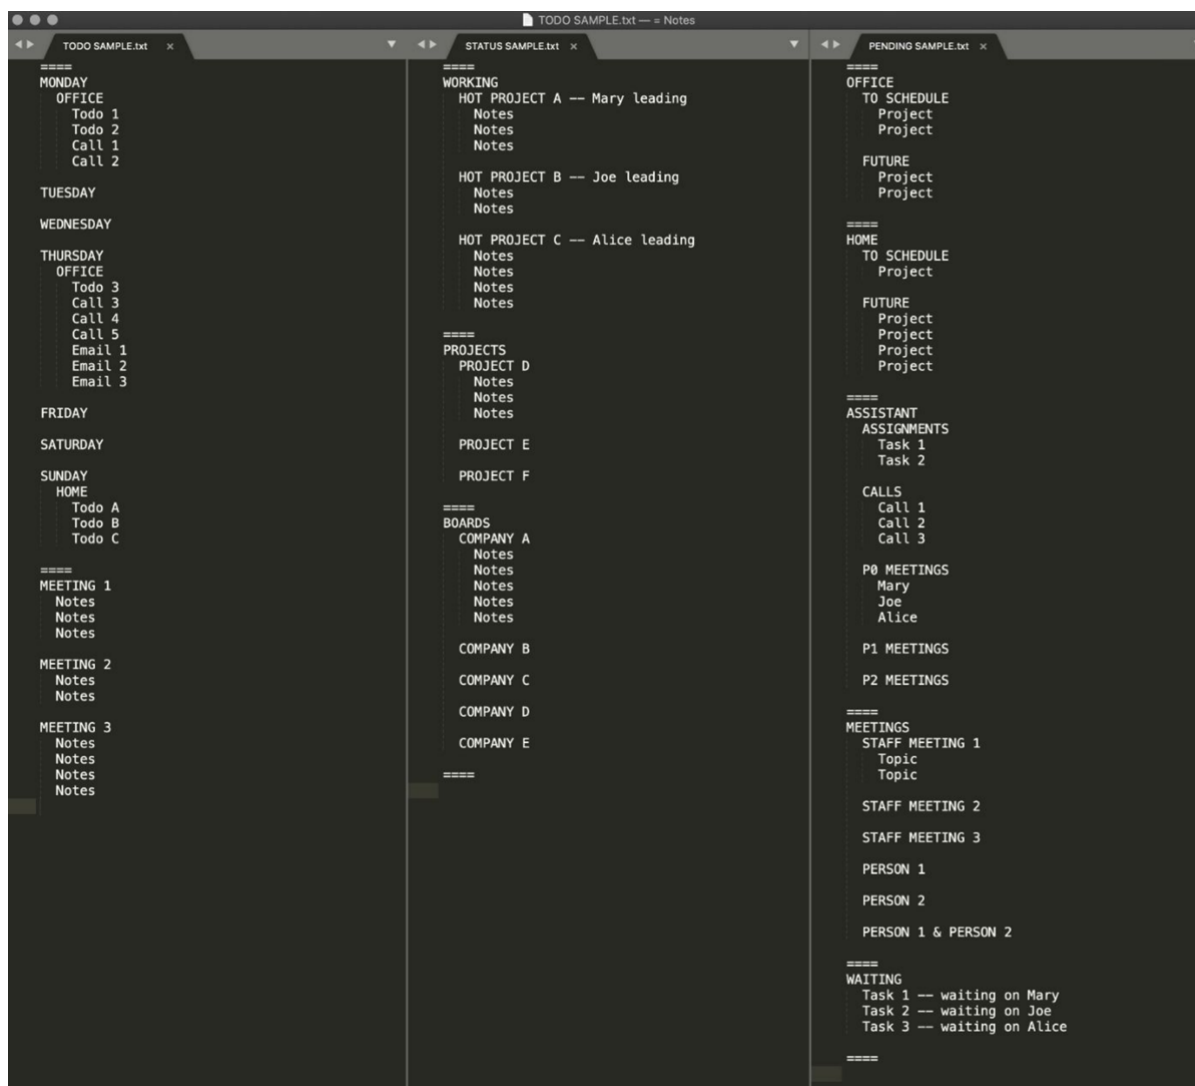 TODO SAMPLE.txt — = Notes
TODO SAMPLE.txt ×
====
MONDAY
OFFICE
Todo 1
Todo 2
Call 1
Call 2
TUESDAY
WEDNESDAY
THURSDAY
OFFICE
Todo 3
Call 3
Call 4
Call 5
Email 1
Email 2
Email 3
FRIDAY
SATURDAY
SUNDAY
HOME
Todo A
Todo B
Todo C
====
MEETING 1
Notes
Notes
Notes
MEETING 2
Notes
Notes
MEETING 3
Notes
Notes
Notes
Notes
STATUS SAMPLE.txt ×
====
WORKING
HOT PROJECT A -- Mary leading
Notes
Notes
Notes
HOT PROJECT B -- Joe leading
Notes
Notes
HOT PROJECT C -- Alice leading
Notes
Notes
Notes
Notes
====
PROJECTS
PROJECT D
Notes
Notes
Notes
PROJECT E
PROJECT F
====
BOARDS
COMPANY A
Notes
Notes
Notes
Notes
Notes
COMPANY B
COMPANY C
COMPANY D
COMPANY E
====
PENDING SAMPLE.txt ×
====
OFFICE
TO SCHEDULE
Project
Project
FUTURE
Project
Project
====
HOME
TO SCHEDULE
Project
FUTURE
Project
Project
Project
Project
====
ASSISTANT
ASSIGNMENTS
Task 1
Task 2
CALLS
Call 1
Call 2
Call 3
P0 MEETINGS
Mary
Joe
Alice
P1 MEETINGS
P2 MEETINGS
====
MEETINGS
STAFF MEETING 1
Topic
Topic
STAFF MEETING 2
STAFF MEETING 3
PERSON 1
PERSON 2
PERSON 1 & PERSON 2
====
WAITING
Task 1 -- waiting on Mary
Task 2 -- waiting on Joe
Task 3 -- waiting on Alice
====